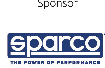 Sponsor
sparco
THE POWER OF PERFORMANCE